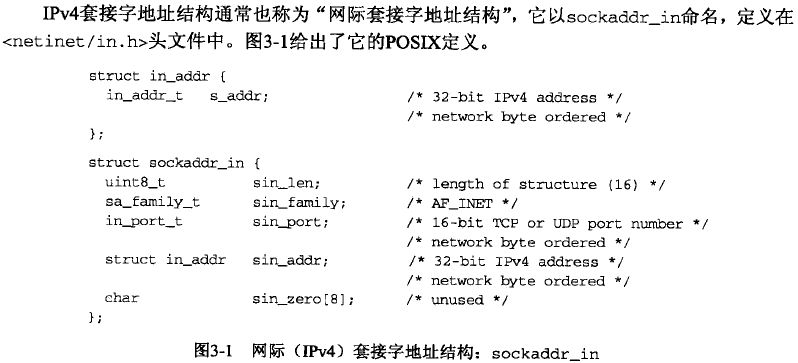 IPv4套接字地址结构通常也称为“网际套接字地址结构”，它以sockaddr_in命名，定义在
<netinet/in.h>头文件中。图3-1给出了它的POSIX定义。
struct in_addr {
  in_addr_t   s_addr;                /* 32-bit IPv4 address */
                                     /* network byte ordered */
};
struct sockaddr_in {
  uint8_t          sin_len;          /* length of structure (16) */
  sa_family_t      sin_family;       /* AF_INET */
  in_port_t        sin_port;         /* 16-bit TCP or UDP port number */
                                     /* network byte ordered */
  struct in_addr   sin_addr;         /* 32-bit IPv4 address */
                                     /* network byte ordered */
  char             sin_zero[8];      /* unused */
};
图3-1 网际（IPv4）套接字地址结构：sockaddr_in